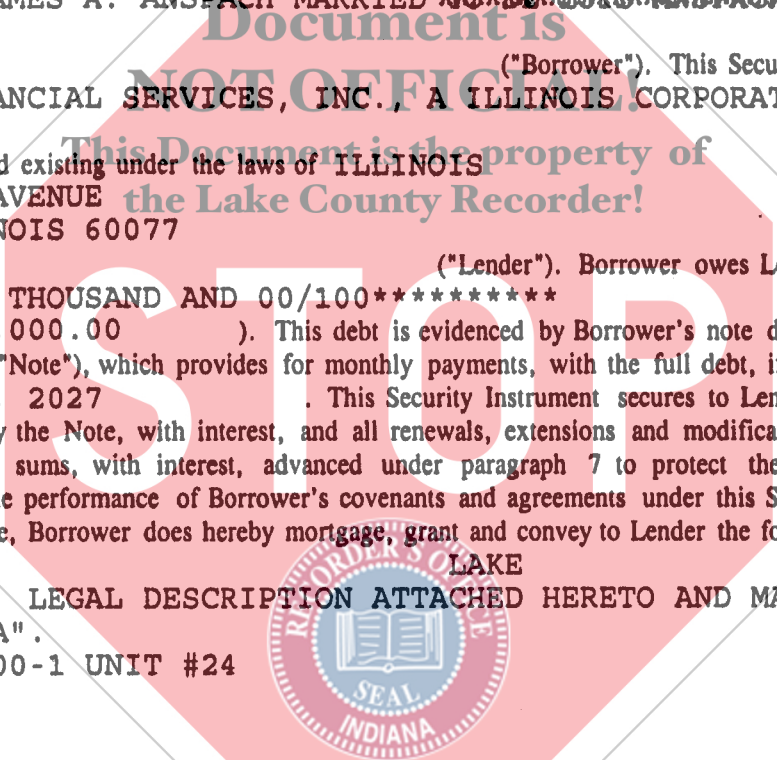 AMES A. ANSPACH MARRIED
Document is
("Borrower"). This Secu
NOT OFFICIAL!
ANCIAL SERVICES, INC., A ILLINOIS CORPORAT
This Document is the property of
d existing under the laws of ILLINOIS
AVENUE
the Lake County Recorder!
NOIS 60077
("Lender"). Borrower owes L
THOUSAND AND 00/100**********
000.00 ). This debt is evidenced by Borrower's note d
"Note"), which provides for monthly payments, with the full debt, i
2027 . This Security Instrument secures to Len
y the Note, with interest, and all renewals, extensions and modifica
sums, with interest, advanced under paragraph 7 to protect the
e performance of Borrower's covenants and agreements under this S
e, Borrower does hereby mortgage, grant and convey to Lender the fo
LAKE
LEGAL DESCRIPTION ATTACHED HERETO AND MA
A".
00-1 UNIT #24
STOP
RECORDER'S OFFICE
SEAL
INDIANA